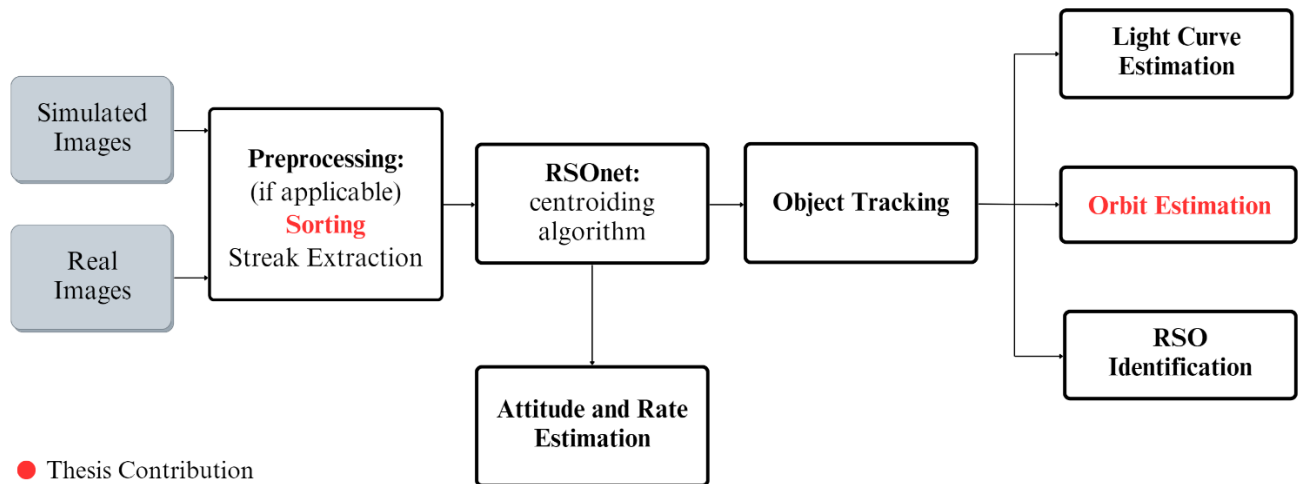 Simulated
Images
Real
Images
Preprocessing:
(if applicable)
Sorting
Streak Extraction
RSOnet:
centroiding
algorithm
Attitude and Rate
Estimation
Object Tracking
Light Curve
Estimation
Orbit Estimation
RSO
Identification
Thesis Contribution